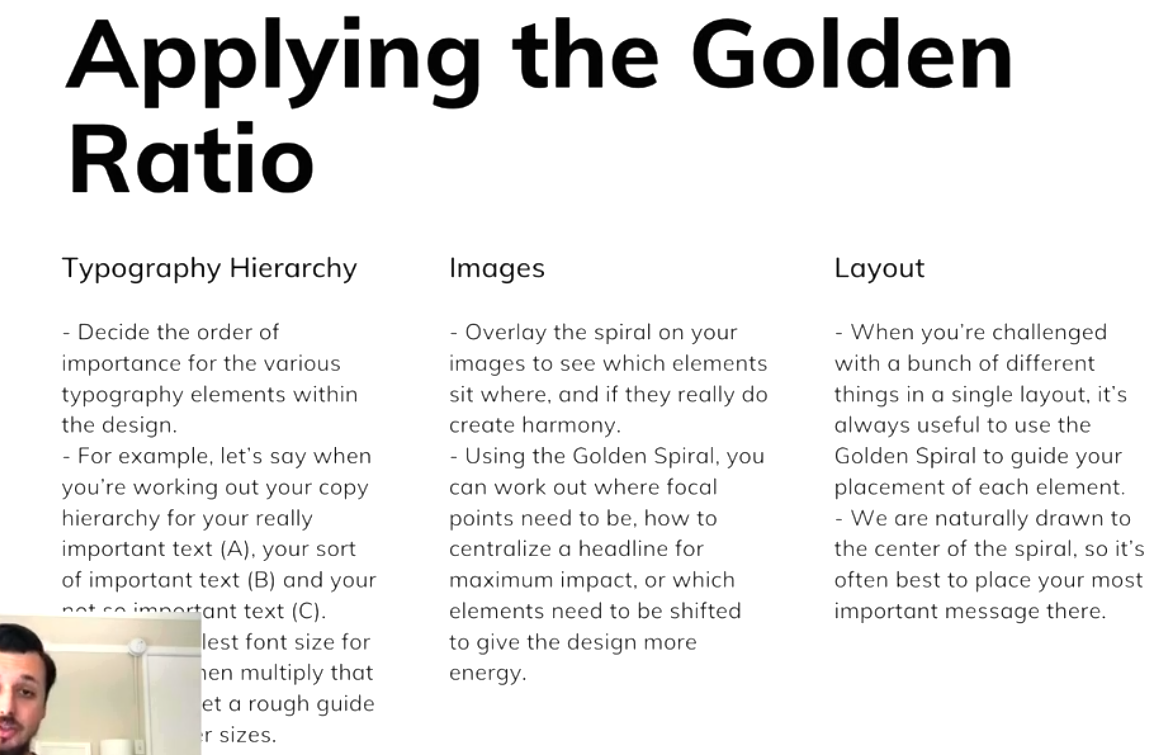 Applying the Golden
Ratio
Typography Hierarchy
- Decide the order of
importance for the various
typography elements within
the design.
- For example, let's say when
you're working out your copy
hierarchy for your really
important text (A), your sort
of important text (B) and your
not so important text (C).
font size for
multiply that
a rough guide
sizes.
Images
- Overlay the spiral on your
images to see which elements
sit where, and if they really do
create harmony.
- Using the Golden Spiral, you
can work out where focal
points need to be, how to
centralize a headline for
maximum impact, or which
elements need to be shifted
to give the design more
energy.
Layout
- When you're challenged
with a bunch of different
things in a single layout, it's
always useful to use the
Golden Spiral to guide your
placement of each element.
- We are naturally drawn to
the center of the spiral, so it's
often best to place your most
important message there.